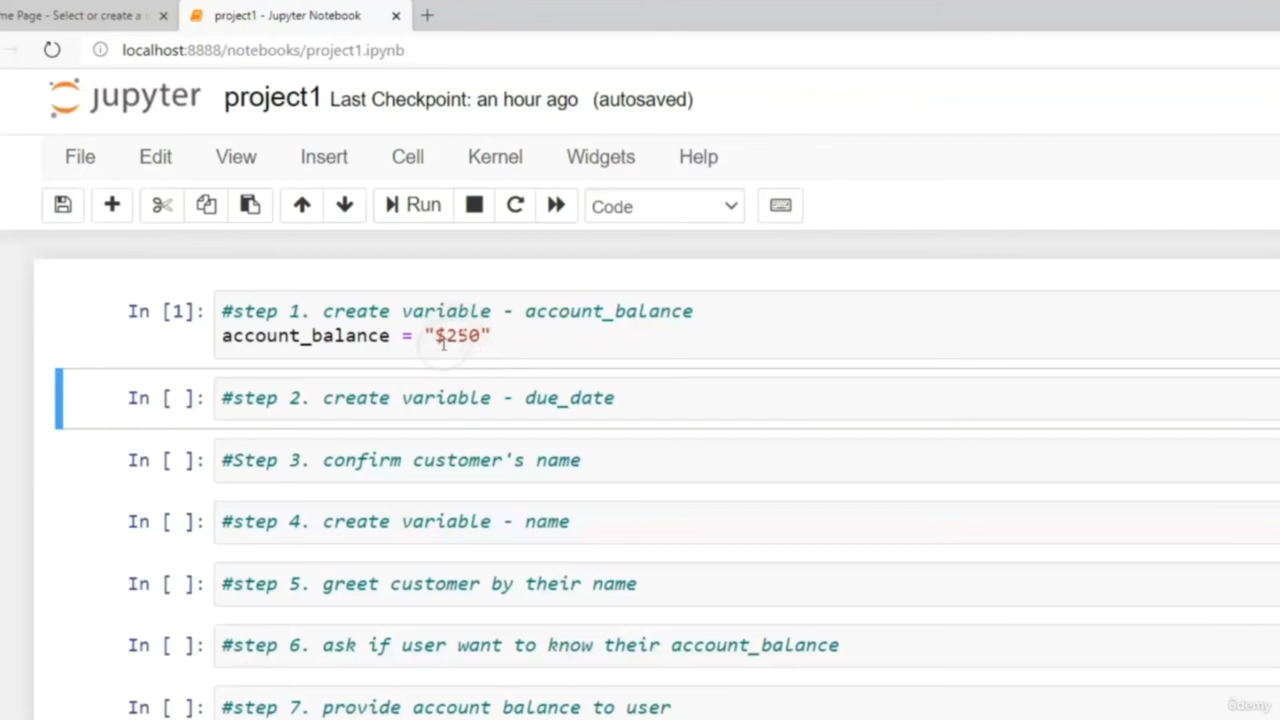 me Page - Select or create a
project1 - Jupyter Notebook
localhost:8888/notebooks/project1.ipynb
jupyter project1 Last Checkpoint: an hour ago (autosaved)
File Edit View Insert Cell Kernel Widgets Help
Run Code
In [1]: #step 1. create variable - account_balance
account_balance = "$250"
In [ ]: #step 2. create variable - due_date
In [ ]: #Step 3. confirm customer's name
In [ ]: #step 4. create variable - name
In [ ]: #step 5. greet customer by their name
In [ ]: #step 6. ask if user want to know their account_balance
In [ ]: #step 7. provide account balance to user
ûdemy